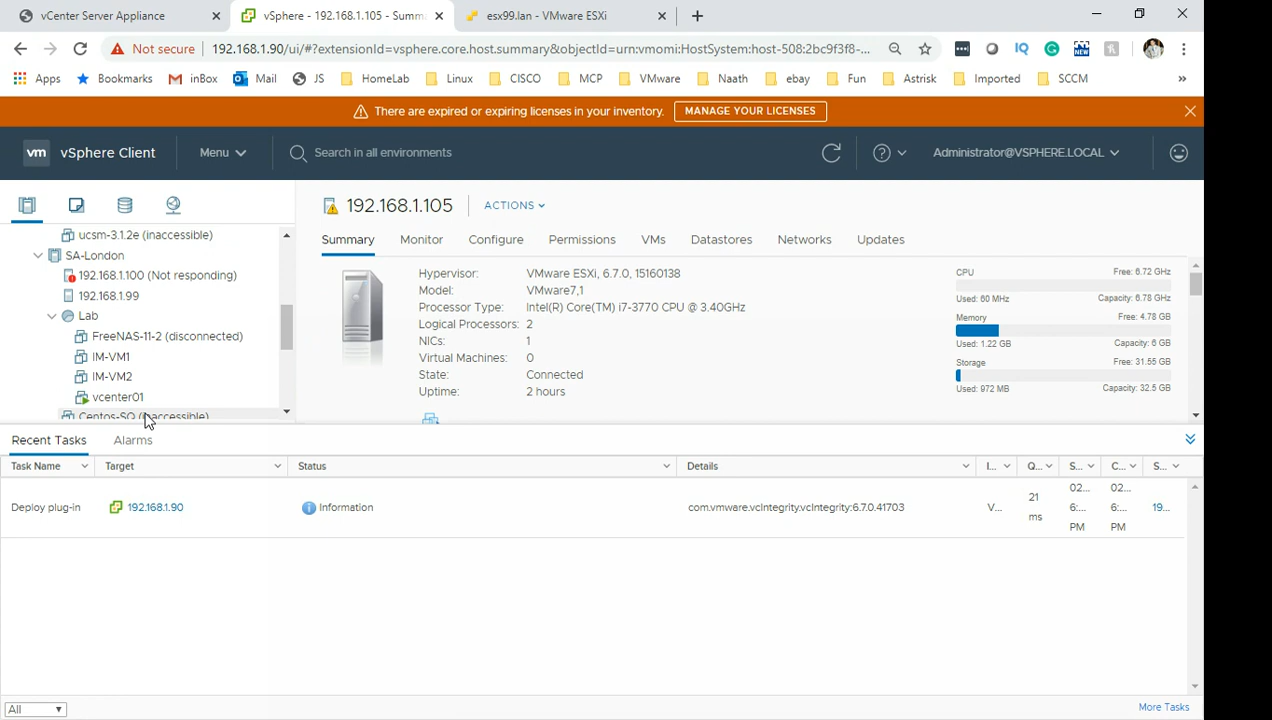 vCenter Server Appliance
vSphere - 192.168.1.105 - Summ
esx99.lan - VMware ESXi
Not secure 192.168.1.90/ui/#?extensionId=vsphere.core.host.summary&objectId=urn:vmomi:HostSystem:host-508:2bc9f3f8-...
Apps Bookmarks inBox Mail JS HomeLab Linux CISCO MCP VMware Naath ebay Fun Astrisk Imported SCCM »
There are expired or expiring licenses in your inventory. MANAGE YOUR LICENSES
vm vSphere Client Menu Search in all environments Administrator@VSPHERE.LOCAL
ucsm-3.1.2e (inaccessible)
SA-London
192.168.1.100 (Not responding)
192.168.1.99
Lab
FreeNAS-11-2 (disconnected)
IM-VM1
IM-VM2
vcenter01
Centos-SQ (inaccessible)
192.168.1.105 ACTIONS
Summary Monitor Configure Permissions VMs Datastores Networks Updates
Hypervisor: VMware ESXi, 6.7.0, 15160138
Model: VMware7,1
Processor Type: Intel(R) Core(TM) i7-3770 CPU @ 3.40GHz
Logical Processors: 2
NICs: 1
Virtual Machines: 0
State: Connected
Uptime: 2 hours
CPU Free: 6.72 GHz
Used: 60 MHz Capacity: 6.78 GHz
Memory Free: 4.78 GB
Used: 1.22 GB Capacity: 6 GB
Storage Free: 31.55 GB
Used: 972 MB Capacity: 32.5 GB
Recent Tasks Alarms
Task Name Target Status Details I... Q... S... C... S...
Deploy plug-in 192.168.1.90 Information com.vmware.vcIntegrity.vcIntegrity:6.7.0.41703 V... 21 ms 02... 6:... PM 02... 6:... PM 19...
All More Tasks